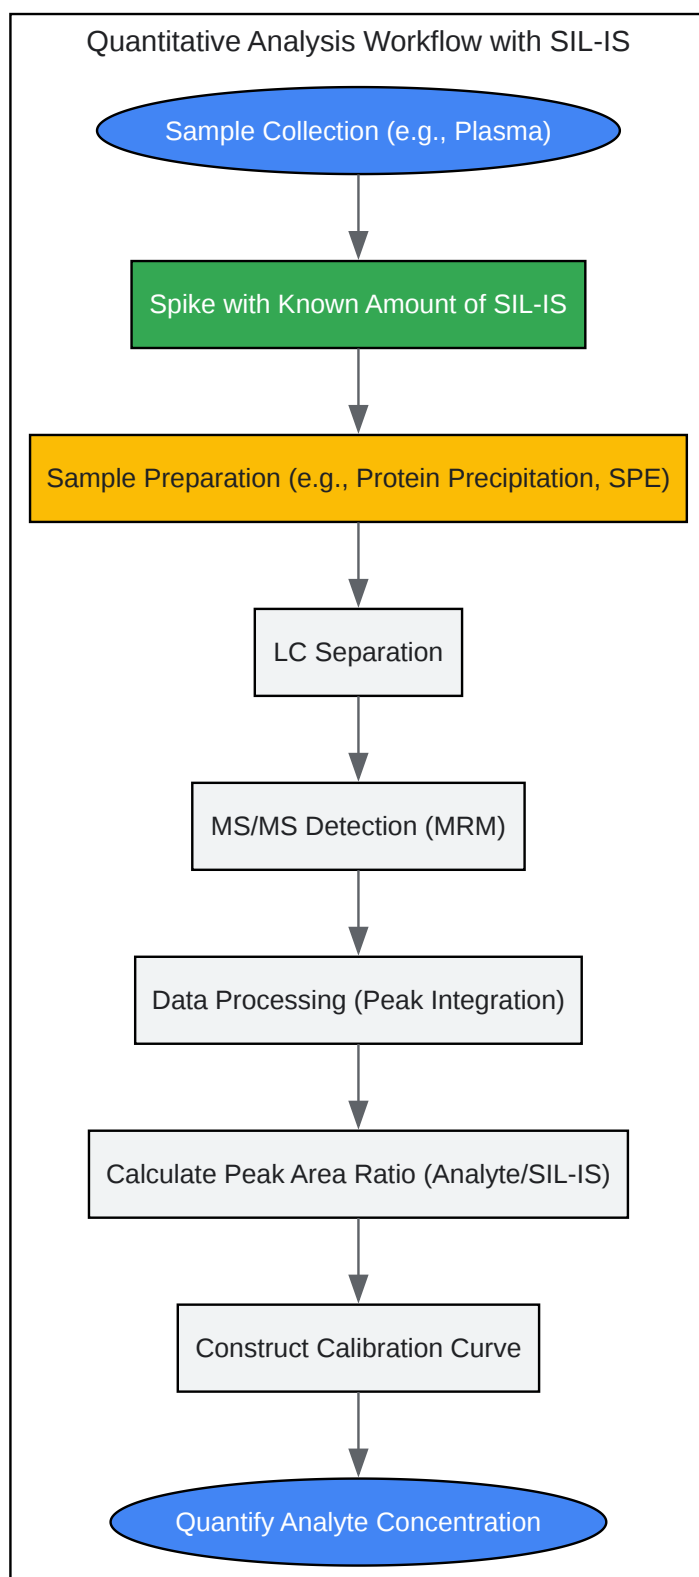 Quantitative Analysis Workflow with SIL-IS
Sample Collection (e.g., Plasma)
Spike with Known Amount of SIL-IS
Sample Preparation (e.g., Protein Precipitation, SPE)
LC Separation
MS/MS Detection (MRM)
Data Processing (Peak Integration)
Calculate Peak Area Ratio (Analyte/SIL-IS)
Construct Calibration Curve
Quantify Analyte Concentration